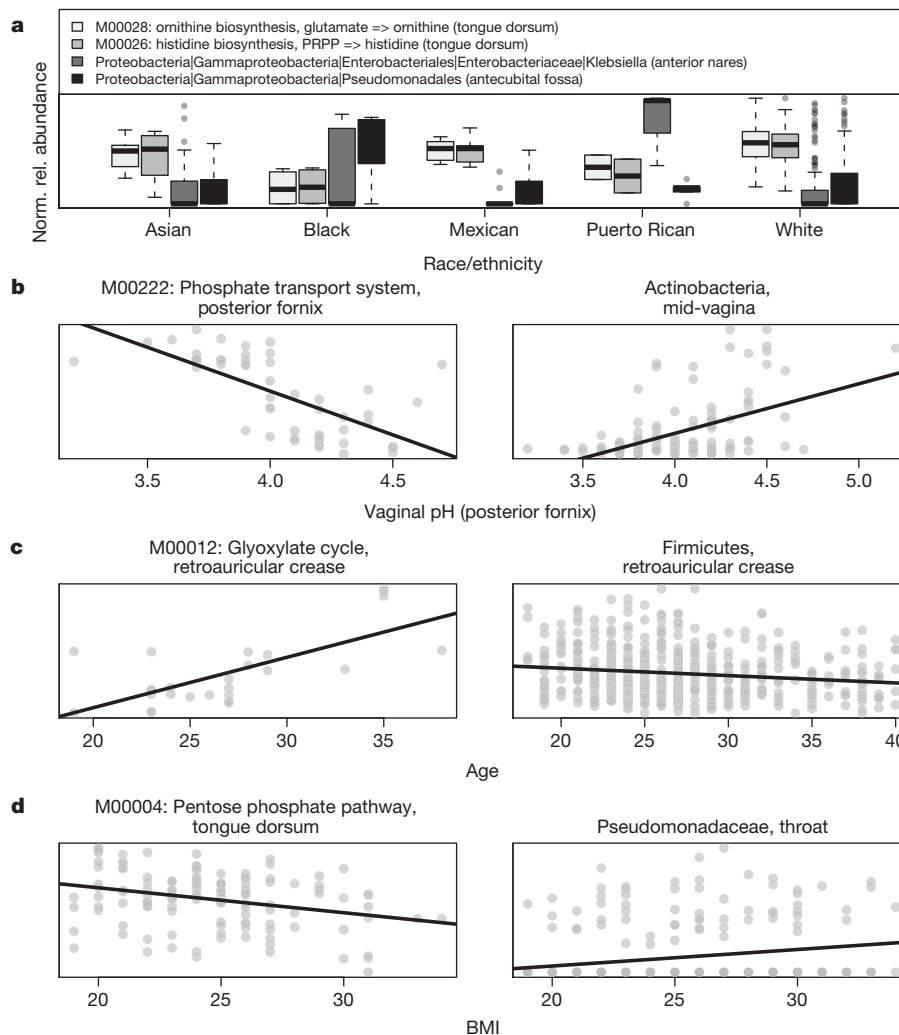 a
M00028: ornithine biosynthesis, glutamate => ornithine (tongue dorsum)
M00026: histidine biosynthesis, PRPP => histidine (tongue dorsum)
Proteobacteria|Gammaproteobacteria|Enterobacteriales|Enterobacteriaceae|Klebsiella (anterior nares)
Proteobacteria|Gammaproteobacteria|Pseudomonadales (antecubital fossa)
Norm. rel. abundance
Asian Black Mexican Puerto Rican White
Race/ethnicity
b
M00222: Phosphate transport system,
posterior fornix
Actinobacteria,
mid-vagina
3.5 4.0 4.5
3.5 4.0 4.5 5.0
Vaginal pH (posterior fornix)
c
M00012: Glyoxylate cycle,
retroauricular crease
Firmicutes,
retroauricular crease
20 25 30 35
20 25 30 35 40
Age
d
M00004: Pentose phosphate pathway,
tongue dorsum
Pseudomonadaceae, throat
20 25 30
20 25 30
BMI